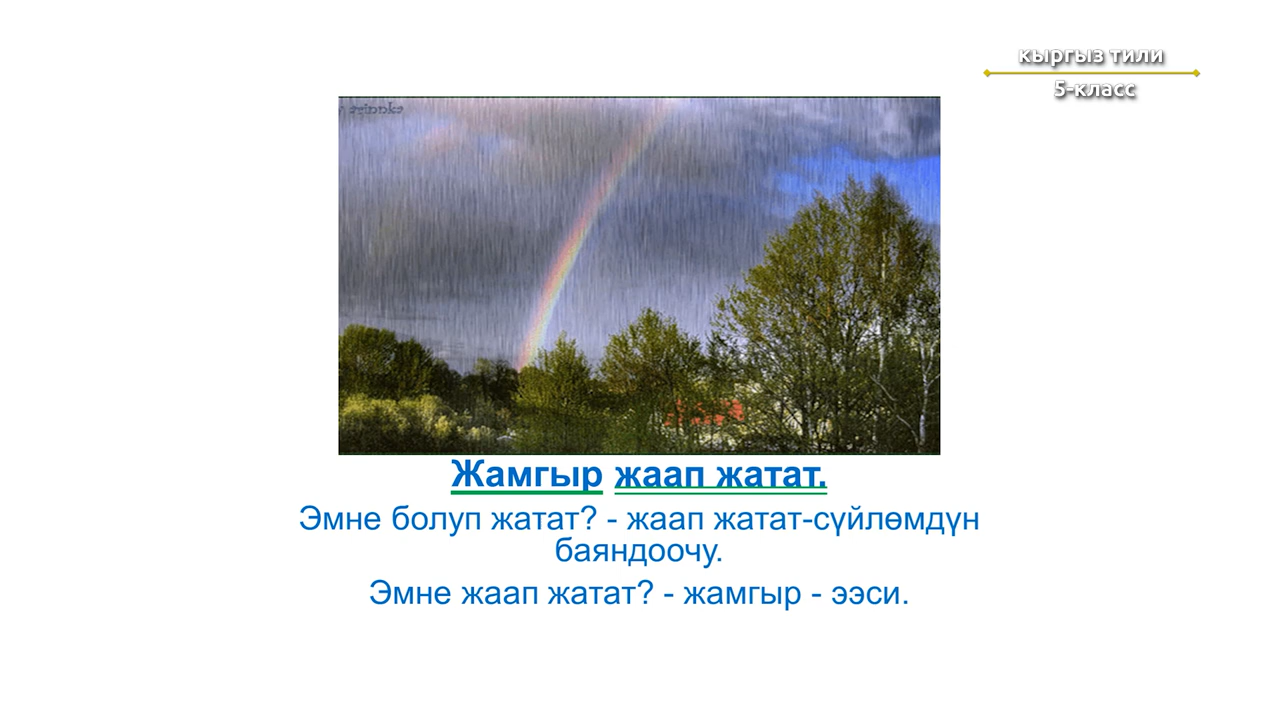 кыргыз тили
5-класс
aginnka
Жамгыр жаап жатат.
Эмне болуп жатат? - жаап жатат-сүйлөмдүн
баяндоочу.
Эмне жаап жатат? - жамгыр - ээси.